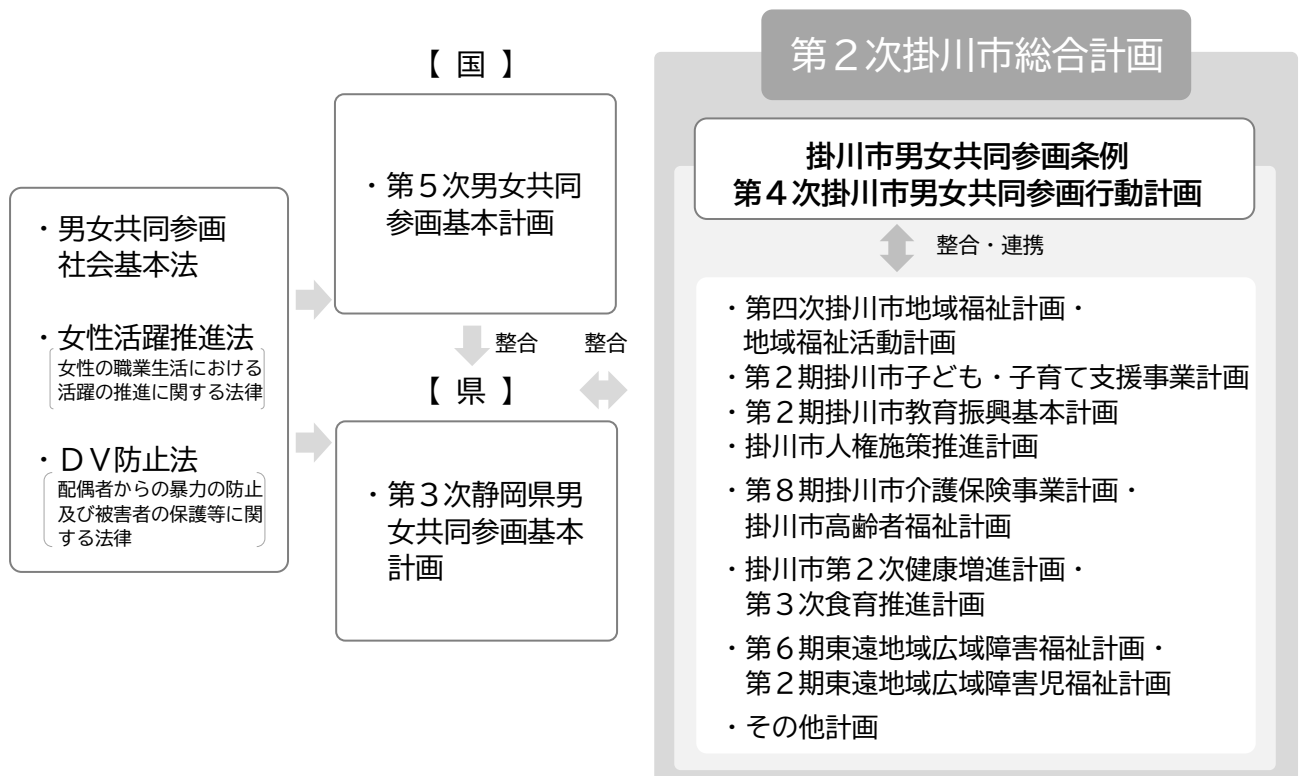 ・男女共同参画
社会基本法
・女性活躍推進法
女性の職業生活における
活躍の推進に関する法律
・ＤＶ防止法
配偶者からの暴力の防止
及び被害者の保護等に関
する法律
【 国 】
・第５次男女共同
参画基本計画
整合
整合
【 県 】
・第３次静岡県男
女共同参画基本
計画
第２次掛川市総合計画
掛川市男女共同参画条例
第４次掛川市男女共同参画行動計画
整合・連携
・第四次掛川市地域福祉計画・
地域福祉活動計画
・第２期掛川市子ども・子育て支援事業計画
・第２期掛川市教育振興基本計画
・掛川市人権施策推進計画
・第８期掛川市介護保険事業計画・
掛川市高齢者福祉計画
・掛川市第２次健康増進計画・
第３次食育推進計画
・第６期東遠地域広域障害福祉計画・
第２期東遠地域広域障害児福祉計画
・その他計画